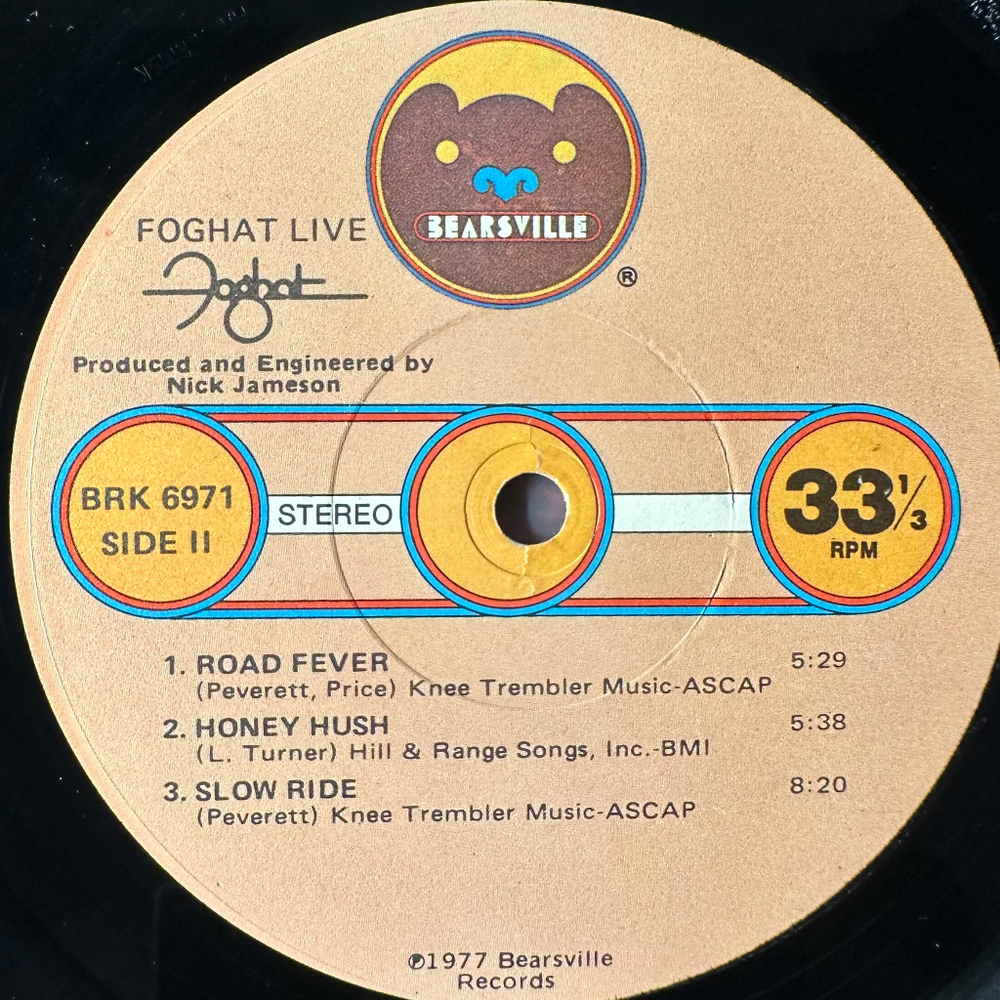 BEARSVILLE
®
FOGHAT LIVE
Foghat
Produced and Engineered by
Nick Jameson
BRK 6971
SIDE II
STEREO
33 1/3
RPM
1. ROAD FEVER 5:29
(Peverett, Price) Knee Trembler Music-ASCAP
2. HONEY HUSH 5:38
(L. Turner) Hill & Range Songs, Inc.-BMI
3. SLOW RIDE 8:20
(Peverett) Knee Trembler Music-ASCAP
℗1977 Bearsville
Records